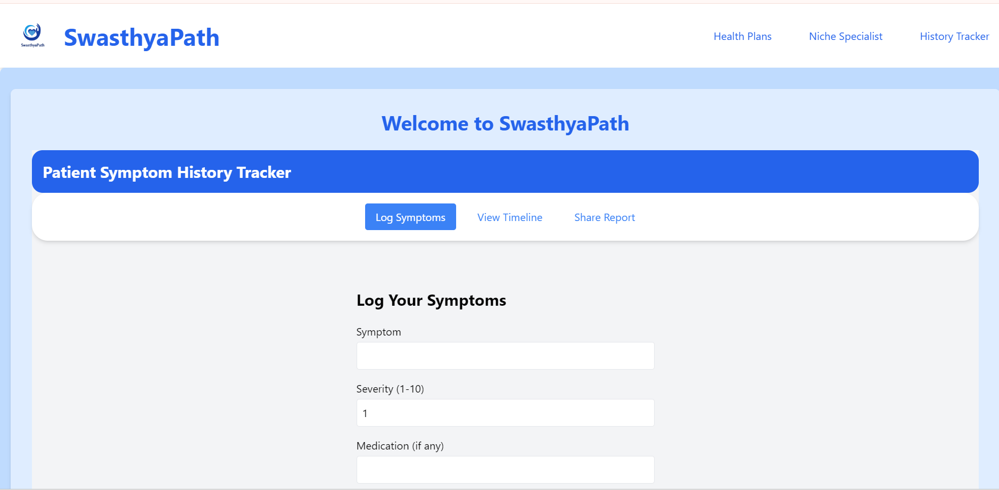 SwasthyaPath
SwasthyaPath
Health Plans
Niche Specialist
History Tracker
Welcome to SwasthyaPath
Patient Symptom History Tracker
Log Symptoms
View Timeline
Share Report
Log Your Symptoms
Symptom
Severity (1-10)
1
Medication (if any)